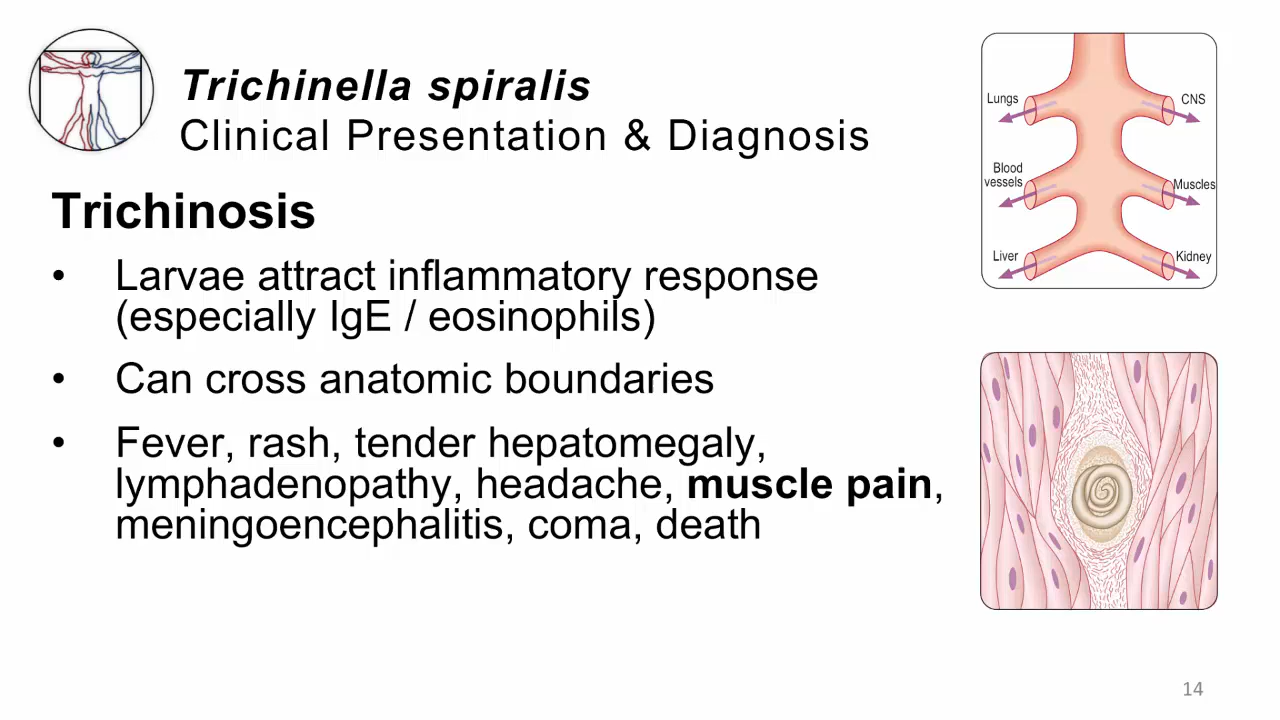 Trichinella spiralis
Clinical Presentation & Diagnosis
Trichinosis
• Larvae attract inflammatory response
(especially IgE / eosinophils)
• Can cross anatomic boundaries
• Fever, rash, tender hepatomegaly,
lymphadenopathy, headache, muscle pain,
meningoencephalitis, coma, death
Lungs
CNS
Blood
vessels
Muscles
Liver
Kidney
14